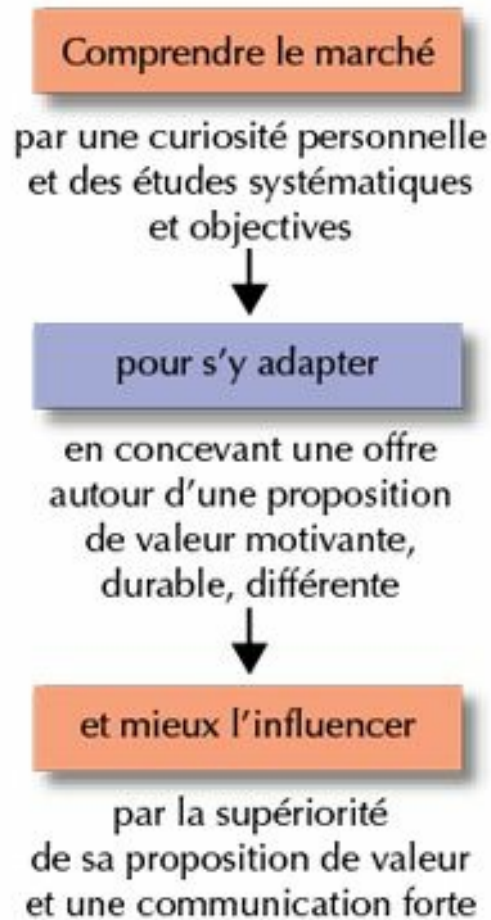 Comprendre le marché
par une curiosité personnelle
et des études systématiques
et objectives
pour s’y adapter
en concevant une offre
autour d’une proposition
de valeur motivante,
durable, différente
et mieux l’influencer
par la supériorité
de sa proposition de valeur
et une communication forte